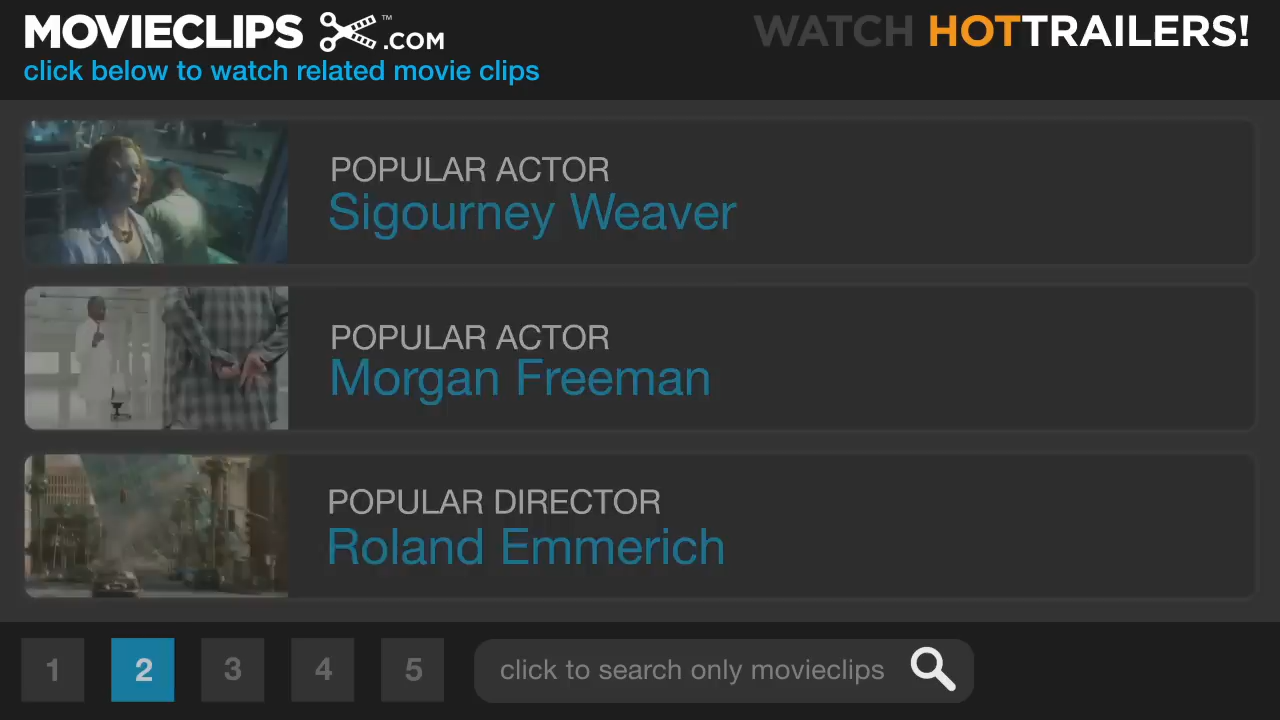 MOVIECLIPS ™ .COM
WATCH HOTTRAILERS!
click below to watch related movie clips
POPULAR ACTOR
Sigourney Weaver
POPULAR ACTOR
Morgan Freeman
POPULAR DIRECTOR
Roland Emmerich
1 2 3 4 5 click to search only movieclips